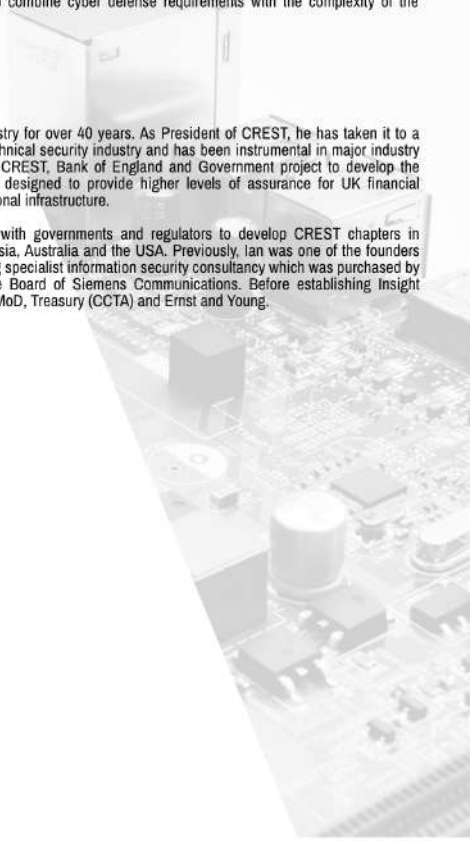 combine cyber defense requirements with the complexity of the
stry for over 40 years. As President of CREST, he has taken it to a
hnical security industry and has been instrumental in major industry
CREST, Bank of England and Government project to develop the
designed to provide higher levels of assurance for UK financial
onal infrastructure.
with governments and regulators to develop CREST chapters in
sia, Australia and the USA. Previously, Ian was one of the founders
g specialist information security consultancy which was purchased by
e Board of Siemens Communications. Before establishing Insight
MoD, Treasury (CCTA) and Ernst and Young.